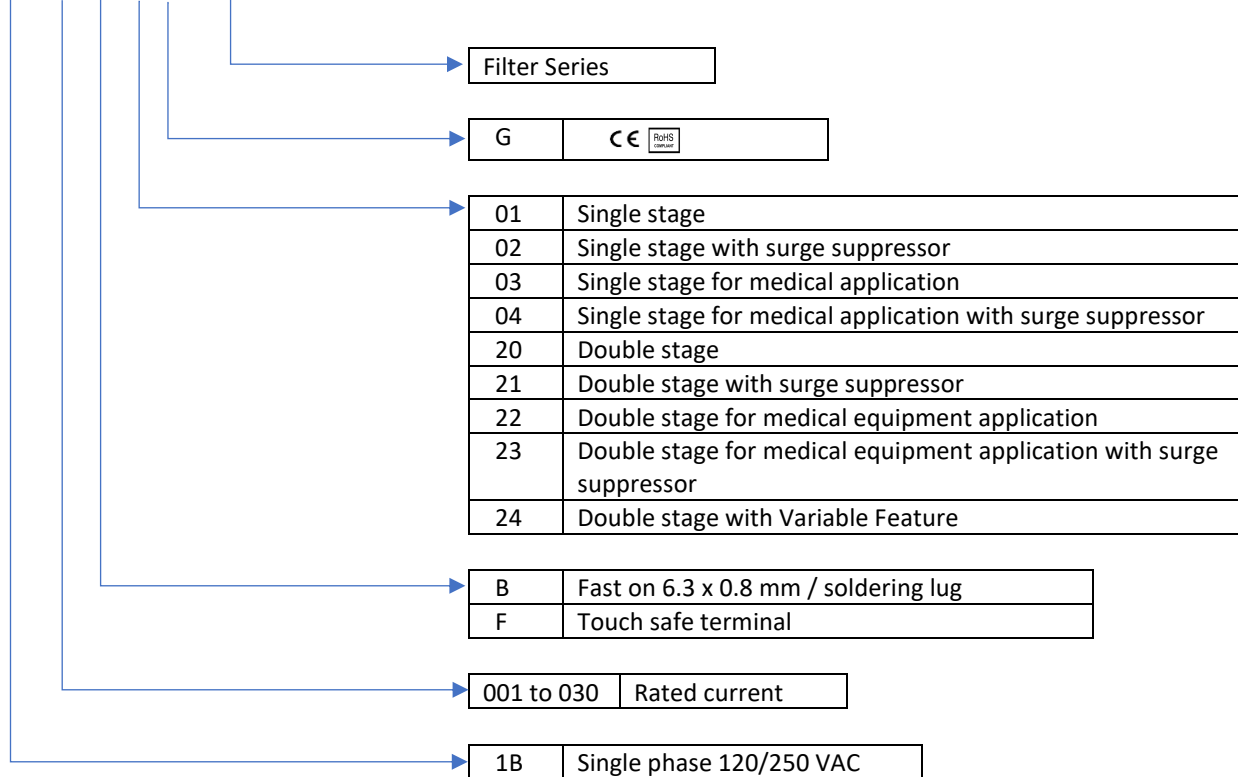 Filter Series
G CE RoHS COMPLIANT
01 Single stage
02 Single stage with surge suppressor
03 Single stage for medical application
04 Single stage for medical application with surge suppressor
20 Double stage
21 Double stage with surge suppressor
22 Double stage for medical equipment application
23 Double stage for medical equipment application with surge
suppressor
24 Double stage with Variable Feature
B Fast on 6.3 x 0.8 mm / soldering lug
F Touch safe terminal
001 to 030 Rated current
1B Single phase 120/250 VAC